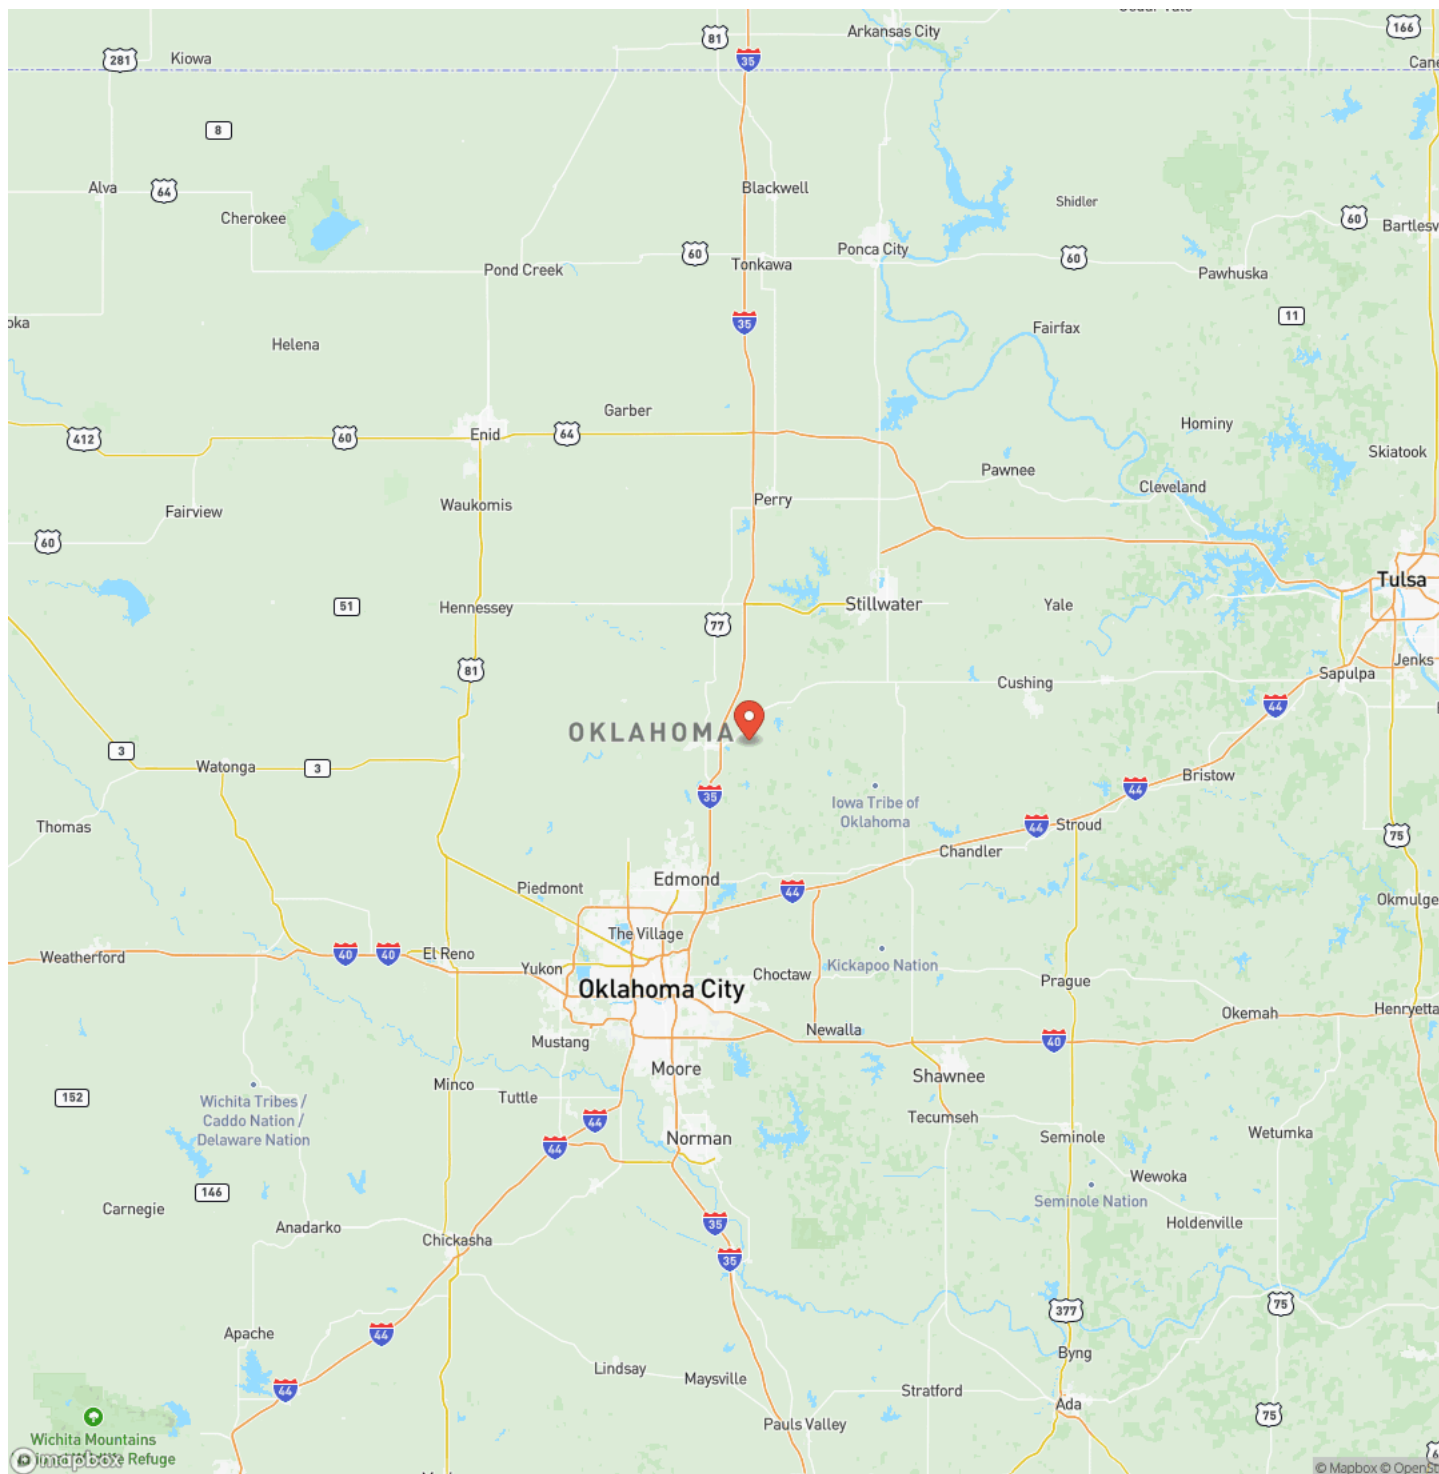 Arkansas City
81
166
281
Kiowa
35
8
Alva
64
Cherokee
Blackwell
Shidler
60
Bartlesv
Ponca City
60
Tonkawa
60
Pond Creek
Pawhuska
11
35
oka
Helena
Fairfax
Garber
412
60
Enid
64
Hominy
Skiatook
Pawnee
Cleveland
Perry
Waukomis
Fairview
60
51
Hennessey
Stillwater
Yale
Tulsa
77
81
Jenks
Sapulpa
Cushing
44
OKLAHOMA
3
Watonga
3
Bristow
44
35
Iowa Tribe of
Oklahoma
Thomas
44
Stroud
75
Chandler
Edmond
Piedmont
44
Okmulge
The Village
40
40
El Reno
Weatherford
Yukon
Choctaw
Kickapoo Nation
Prague
Oklahoma City
Newalla
Okemah
Henryetta
Mustang
40
Moore
Shawnee
Minco
Tuttle
152
Wichita Tribes /
Caddo Nation /
Delaware Nation
44
44
Tecumseh
Norman
Seminole
Wetumka
Wewoka
146
Seminole Nation
Carnegie
Anadarko
35
Holdenville
Chickasha
35
377
75
Apache
44
Byng
Lindsay
Maysville
44
Stratford
Ada
75
Pauls Valley
Wichita Mountains
Refuge
mapbox
© Mapbox © OpenSt